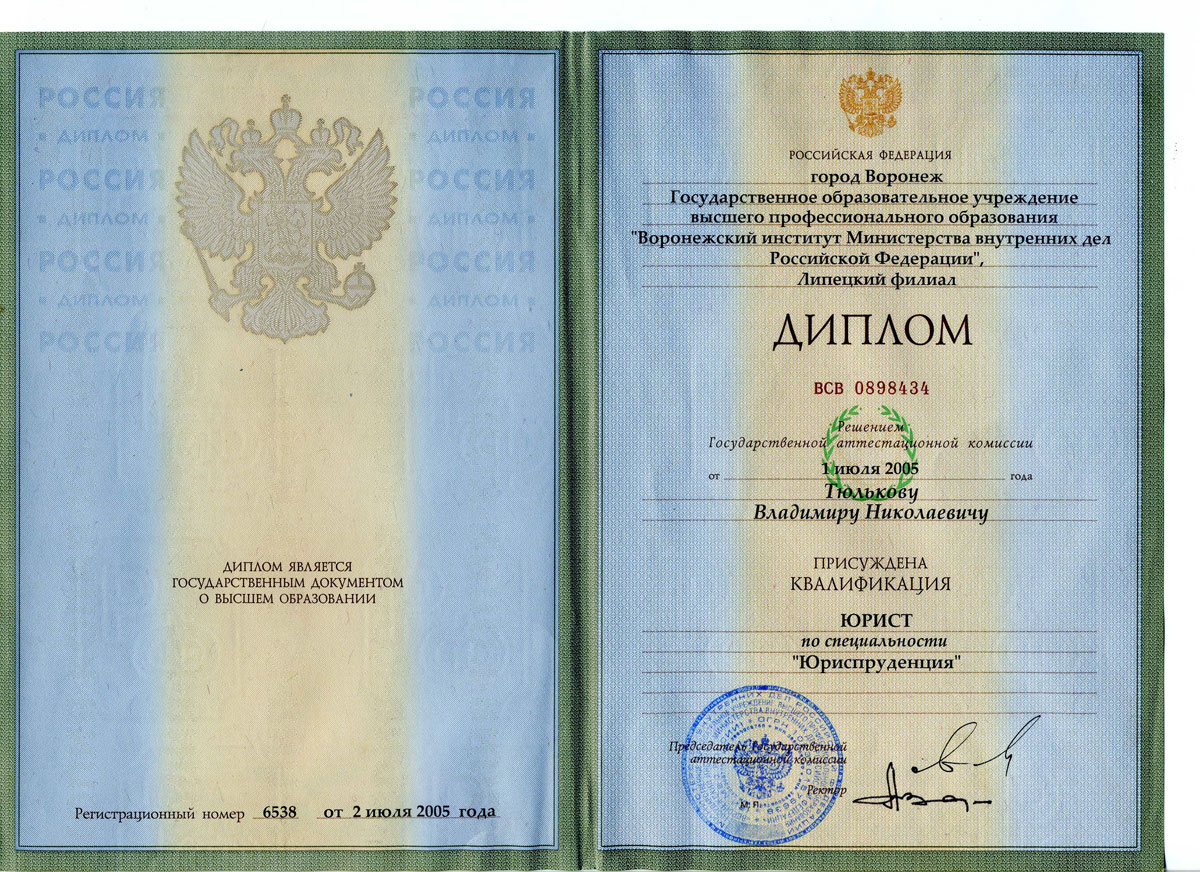 РОССИЯ РОССИЯ
ДИПЛОМ ДИПЛОМ
РОССИЯ РОССИЯ
ДИПЛОМ ДИПЛОМ
РОССИЯ РОССИЯ
ДИПЛОМ ДИПЛОМ
РОССИЯ РОССИЯ
ДИПЛОМ ЯВЛЯЕТСЯ
ГОСУДАРСТВЕННЫМ ДОКУМЕНТОМ
О ВЫСШЕМ ОБРАЗОВАНИИ
Регистрационный номер 6538 от 2 июля 2005 года
РОССИЙСКАЯ ФЕДЕРАЦИЯ
город Воронеж
Государственное образовательное учреждение
высшего профессионального образования
"Воронежский институт Министерства внутренних дел
Российской Федерации",
Липецкий филиал
ДИПЛОМ
ВСВ 0898434
Решением
Государственной аттестационной комиссии
от 1 июля 2005 года
Тюлькову
Владимиру Николаевичу
ПРИСУЖДЕНА
КВАЛИФИКАЦИЯ
ЮРИСТ
по специальности
"Юриспруденция"
Председатель Государственной
аттестационной комиссии
Ректор
М.П.